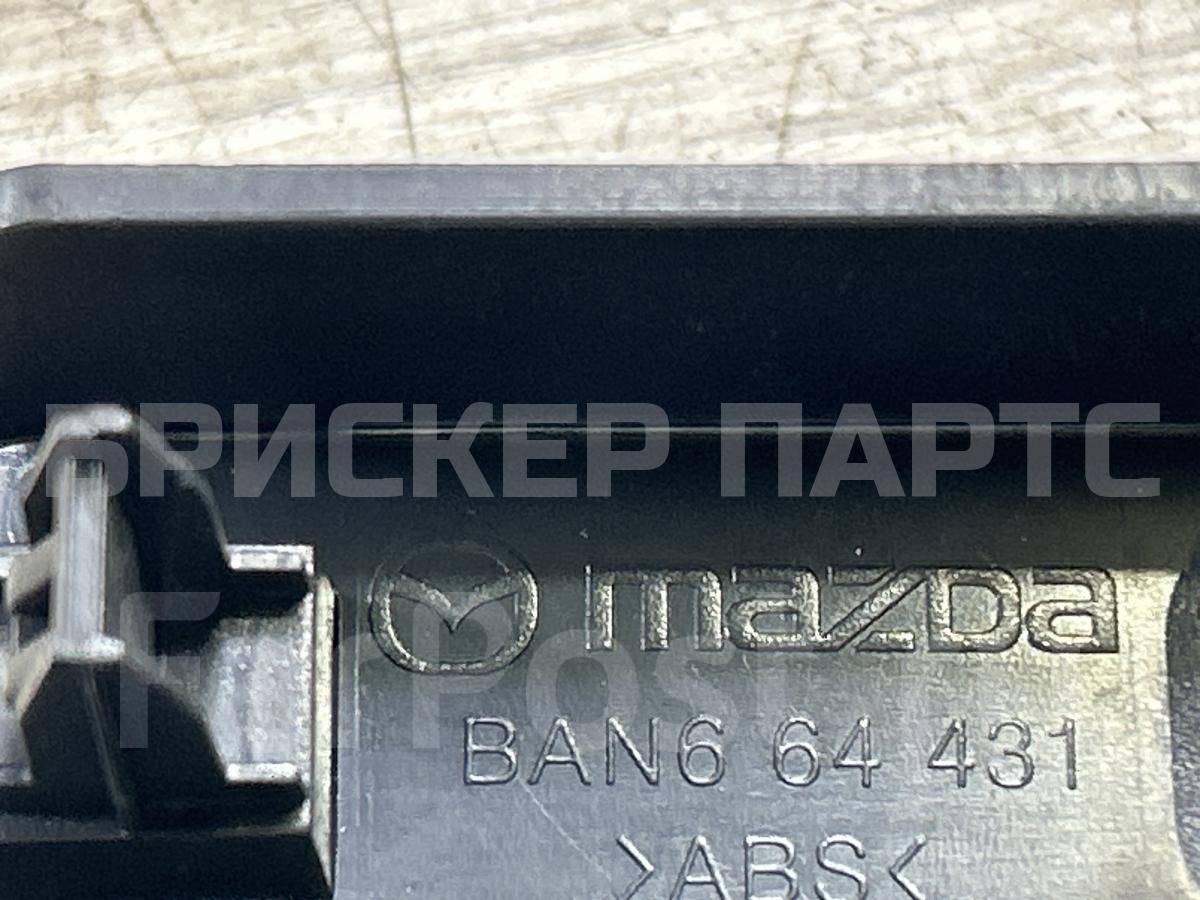 БРИСКЕР ПАРТС
mazda
BAN6 64 431
>ABS<